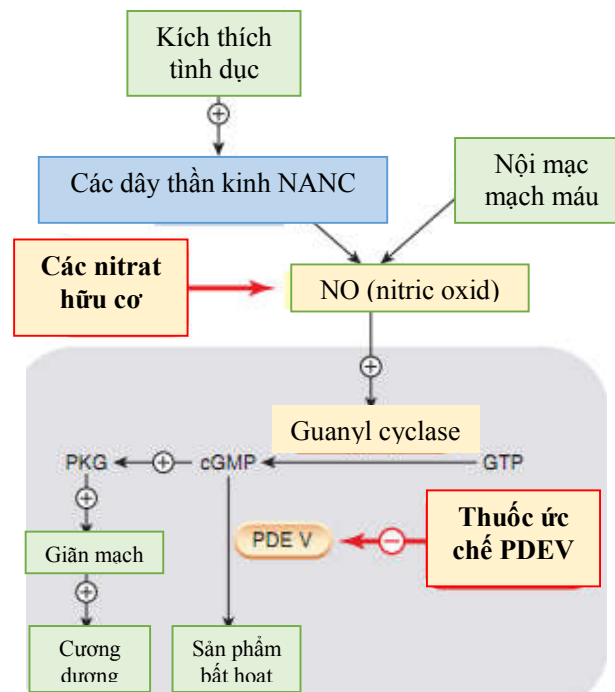 Kích thích
tình dục
Các dây thần kinh NANC
Nội mạc
mạch máu
Các nitrat
hữu cơ
NO (nitric oxid)
Guanyl cyclase
PKG
cGMP
GTP
PDE V
Thuốc ức
chế PDEV
Giãn mạch
Cương
dương
Sản phẩm
bất hoạt